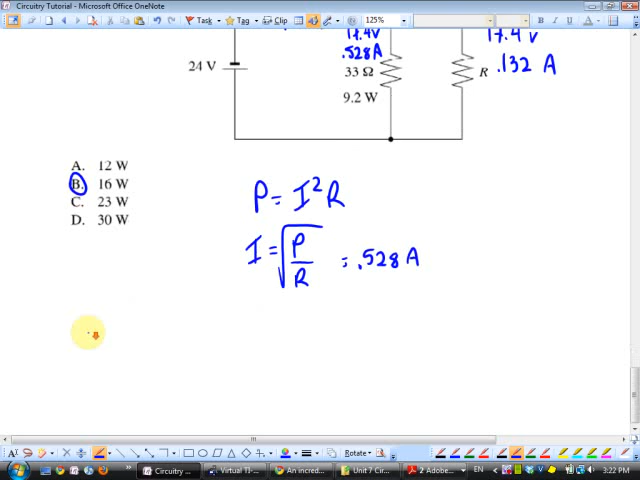 Circuitry Tutorial - Microsoft Office OneNote
Task
Tag
Clip
125%
B I U
17.4 v
17.4 v
.528A
24 V
33 Ω
R
.132 A
9.2 W
A. 12 W
B. 16 W
C. 23 W
D. 30 W
P = I²R
I = √P/R = .528 A
Rotate
Circuitry ...
Virtual TI-...
An incred...
Unit 7 Cir...
2 Adobe...
EN
3:22 PM